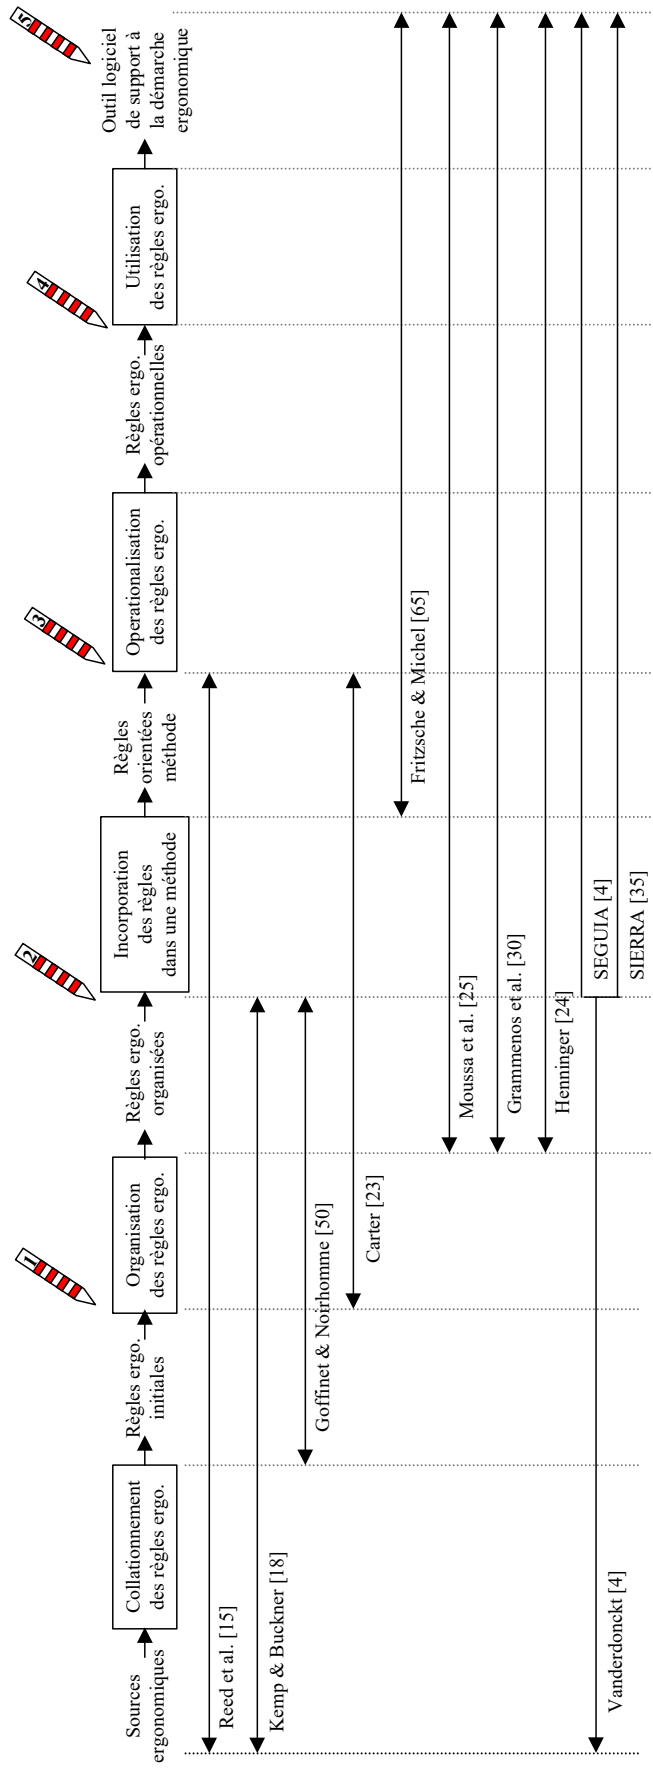 Sources
ergonomiques
Collationnement
des règles ergo.
Règles ergo.
initiales
1
Organisation
des règles ergo.
Règles ergo.
organisées
2
Incorporation
des règles
dans une méthode
Règles
orientées
méthode
3
Operationalisation
des règles ergo.
Règles ergo.
opérationnelles
4
Utilisation
des règles ergo.
5
Outil logiciel
de support à
la démarche
ergonomique
Reed et al. [15]
Kemp & Buckner [18]
Goffinet & Noirhomme [50]
Carter [23]
Fritzsche & Michel [65]
Moussa et al. [25]
Grammenos et al. [30]
Henninger [24]
SEGUIA [4]
Vanderdonckt [4]
SIERRA [35]